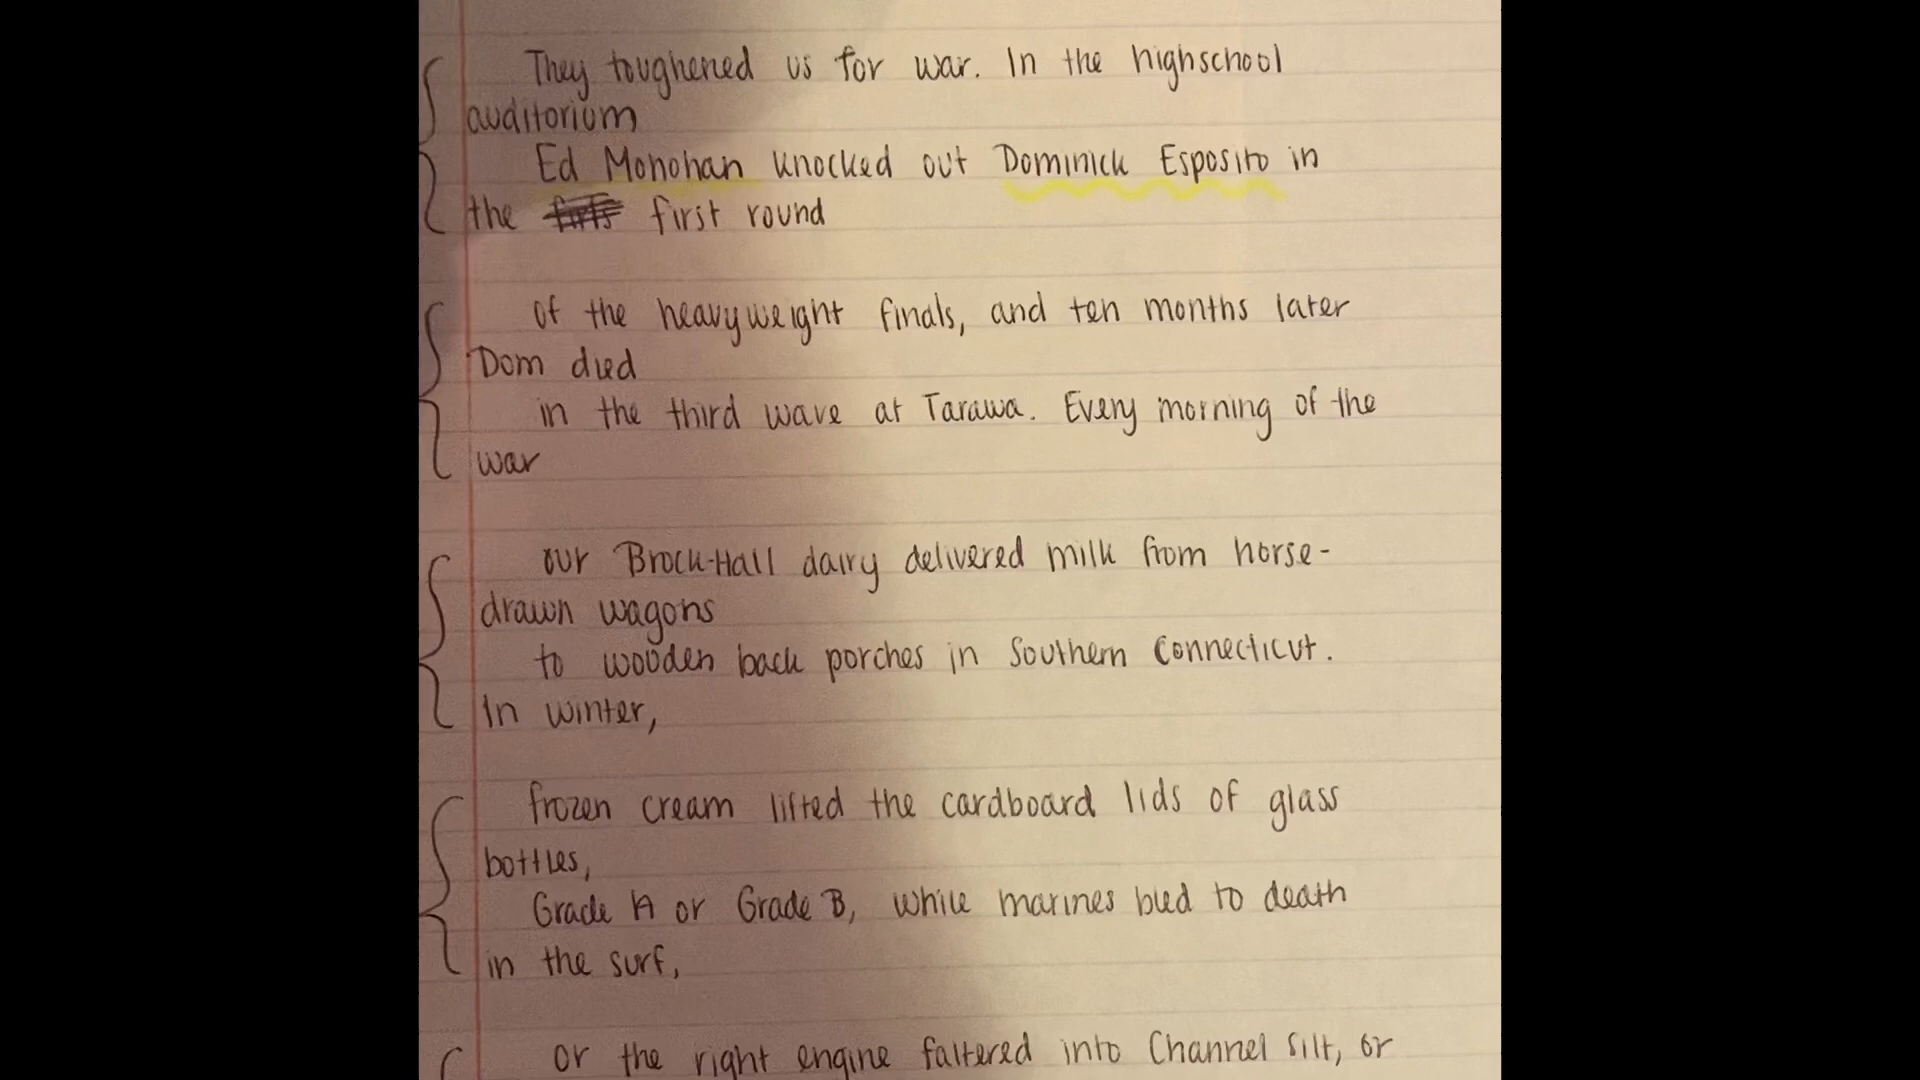 They toughened us for war. In the highschool
auditorium
Ed Monohan knocked out Dominick Esposito in
the first round
of the heavyweight finals, and ten months later
Dom died
in the third wave at Tarawa. Every morning of the
war
our Brock-Hall dairy delivered milk from horse-
drawn wagons
to wooden back porches in Southern Connecticut.
In winter,
frozen cream lifted the cardboard lids of glass
bottles,
Grade A or Grade B, while marines bled to death
in the surf,
or the right engine faltered into Channel silt, or